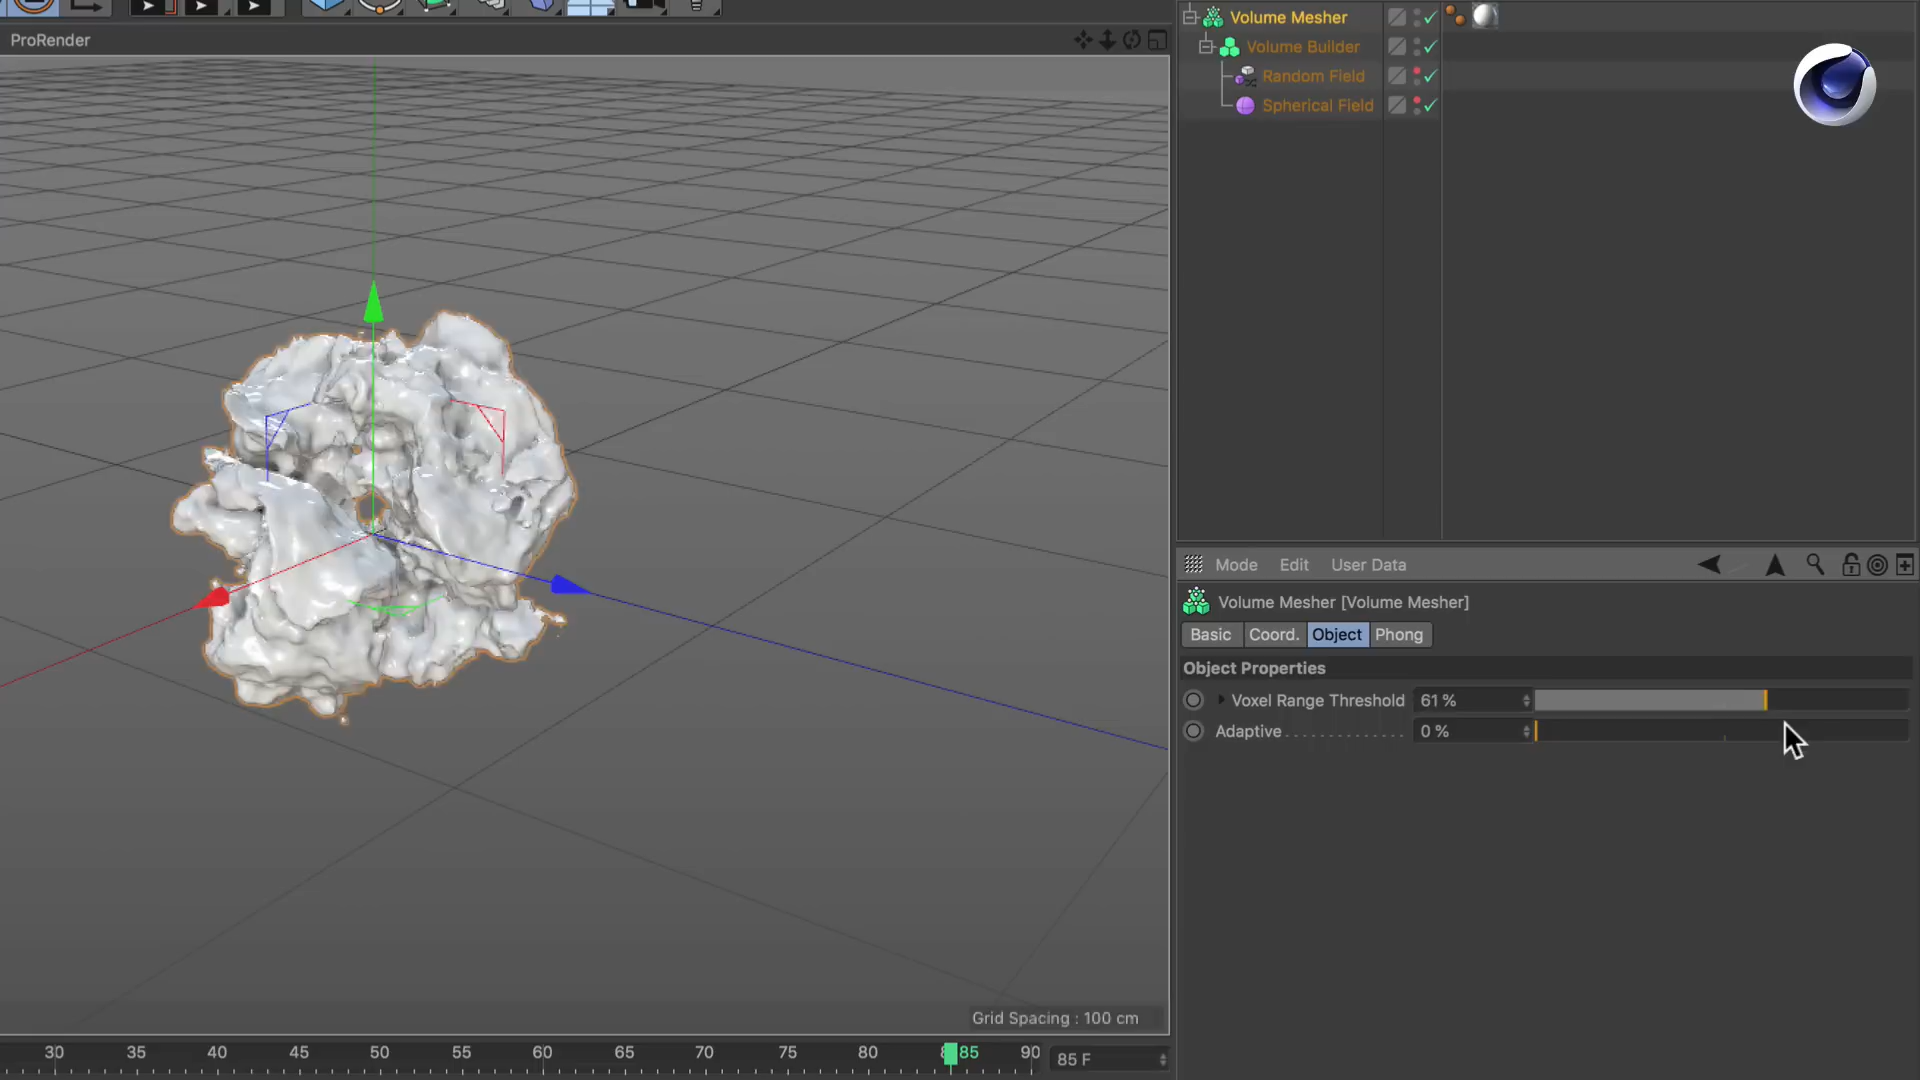 ProRender
Volume Mesher
Volume Builder
Random Field
Spherical Field
Mode Edit User Data
Volume Mesher [Volume Mesher]
Basic Coord. Object Phong
Object Properties
Voxel Range Threshold 61 %
Adaptive 0 %
Grid Spacing : 100 cm
30 35 40 45 50 55 60 65 70 75 80 85 90 85 F